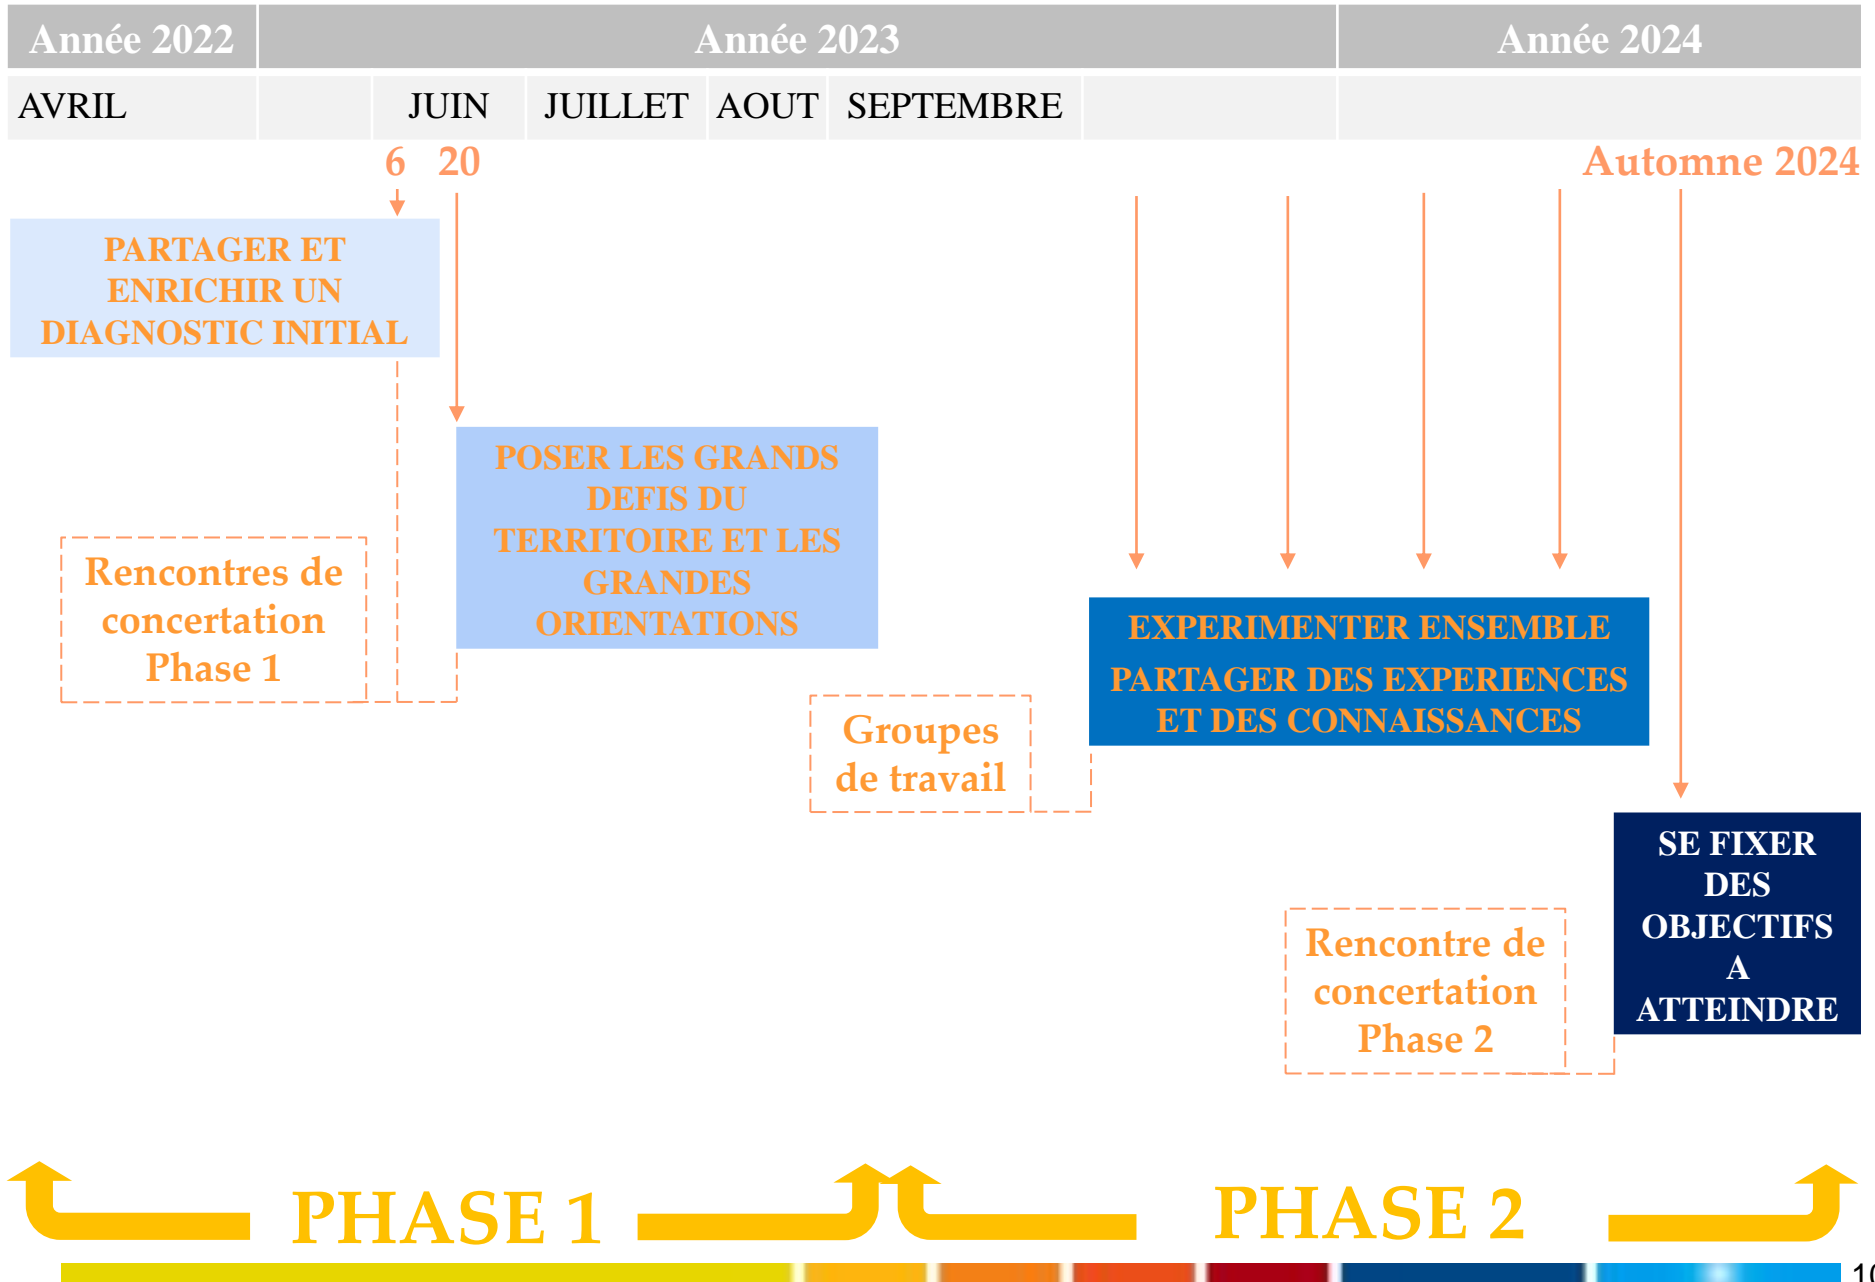 Année 2022 Année 2023 Année 2024
AVRIL JUIN JUILLET AOUT SEPTEMBRE
6 20 Automne 2024
PARTAGER ET
ENRICHIR UN
DIAGNOSTIC INITIAL
POSER LES GRANDS
DEFIS DU
TERRITOIRE ET LES
GRANDES
ORIENTATIONS
Rencontres de
concertation
Phase 1
EXPERIMENTER ENSEMBLE
PARTAGER DES EXPERIENCES
ET DES CONNAISSANCES
Groupes
de travail
SE FIXER
DES
OBJECTIFS
A
ATTEINDRE
Rencontre de
concertation
Phase 2
PHASE 1 PHASE 2